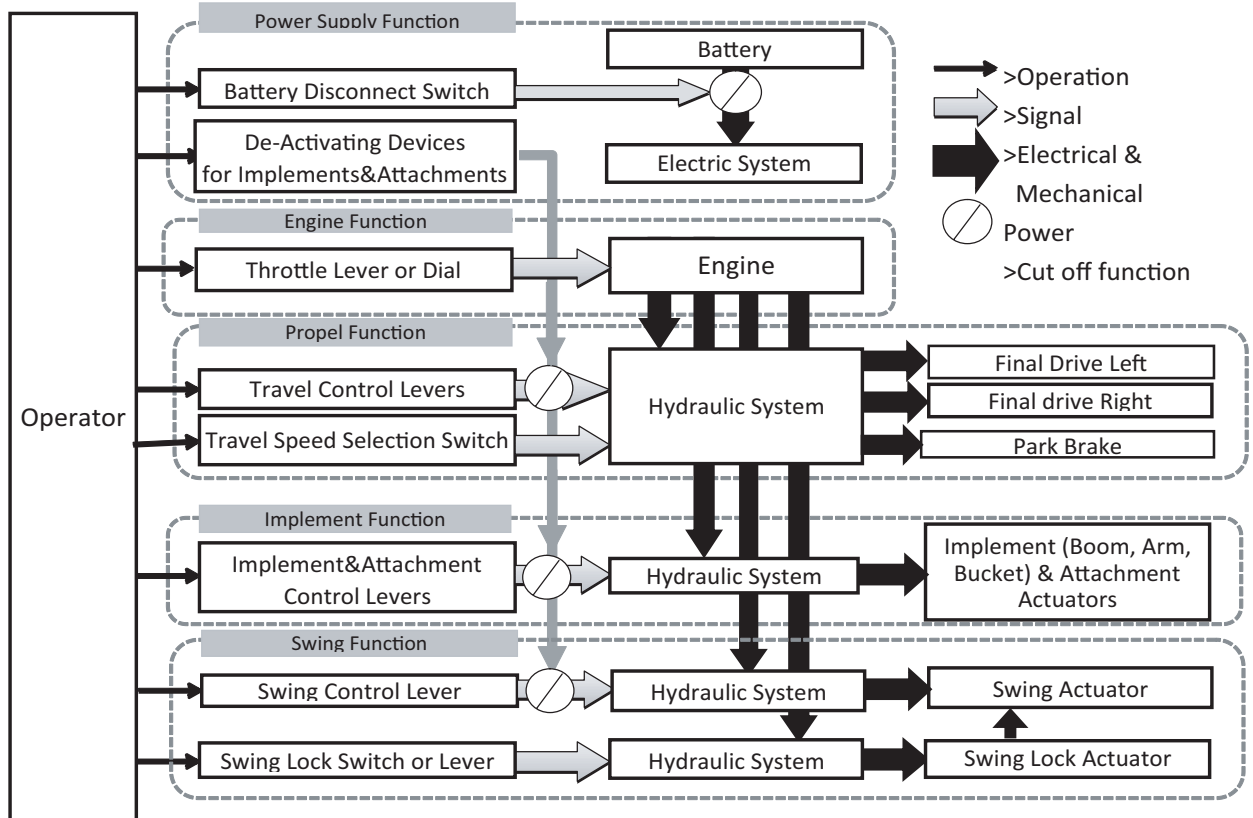 Power Supply Function
Battery
Battery Disconnect Switch
De-Activating Devices
for Implements&Attachments
Electric System
>Operation
>Signal
>Electrical &
Mechanical
Power
>Cut off function
Engine Function
Throttle Lever or Dial
Engine
Propel Function
Operator
Travel Control Levers
Travel Speed Selection Switch
Hydraulic System
Final Drive Left
Final drive Right
Park Brake
Implement Function
Implement&Attachment
Control Levers
Hydraulic System
Implement (Boom, Arm,
Bucket) & Attachment
Actuators
Swing Function
Swing Control Lever
Hydraulic System
Swing Actuator
Swing Lock Switch or Lever
Hydraulic System
Swing Lock Actuator